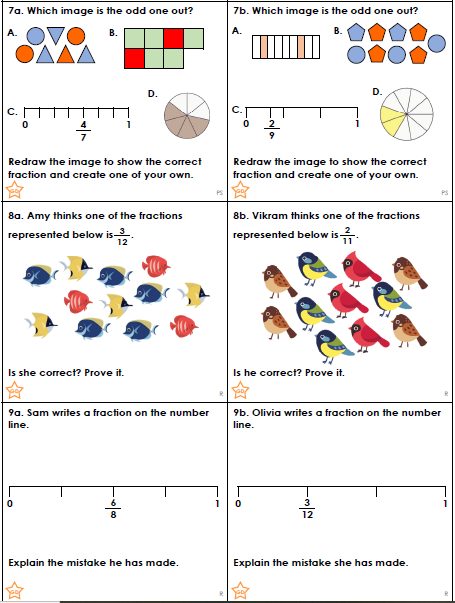 7a. Which image is the odd one out?
A.
B.
C.
0
4
7
1
D.
Redraw the image to show the correct
fraction and create one of your own.
GD
PS
7b. Which image is the odd one out?
A.
B.
C.
0
2
9
1
D.
Redraw the image to show the correct
fraction and create one of your own.
GD
PS
8a. Amy thinks one of the fractions
represented below is 3/12.
Is she correct? Prove it.
GD
R
8b. Vikram thinks one of the fractions
represented below is 2/11.
Is he correct? Prove it.
GD
R
9a. Sam writes a fraction on the number
line.
0
6
8
1
Explain the mistake he has made.
GD
R
9b. Olivia writes a fraction on the number
line.
0
3
12
1
Explain the mistake she has made.
GD
R